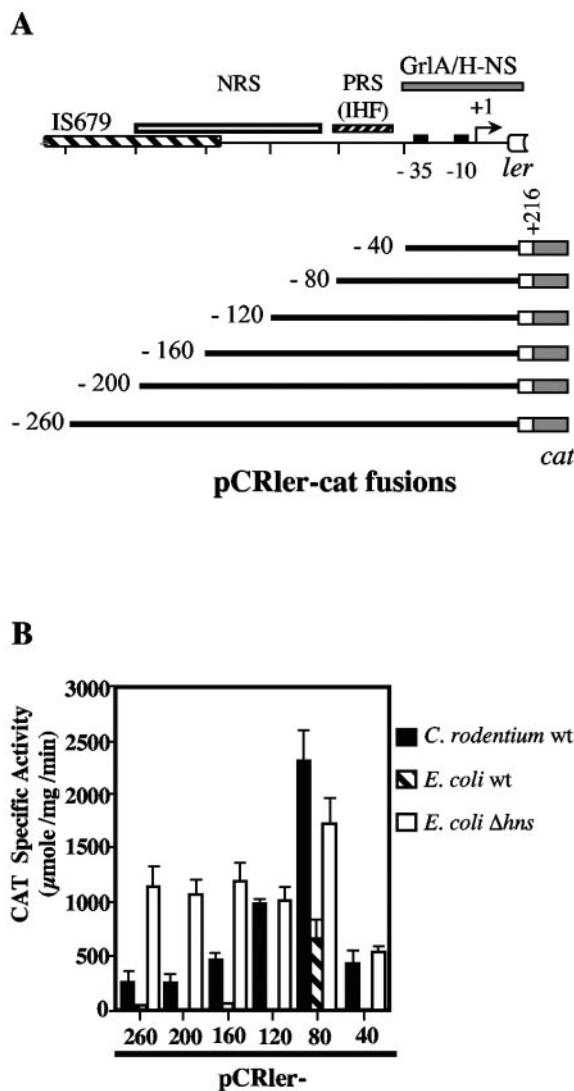 A
GrlA/H-NS
NRS
PRS
(IHF)
+1
IS679
-35
-10
ler
+216
- 40
- 80
- 120
- 160
- 200
- 260
cat
pCRler-cat fusions
B
CAT Specific Activity
(µmole /mg /min)
3000
2500
2000
1500
1000
500
0
260 200 160 120 80 40
pCRler-
C. rodentium wt
E. coli wt
E. coli Δhns